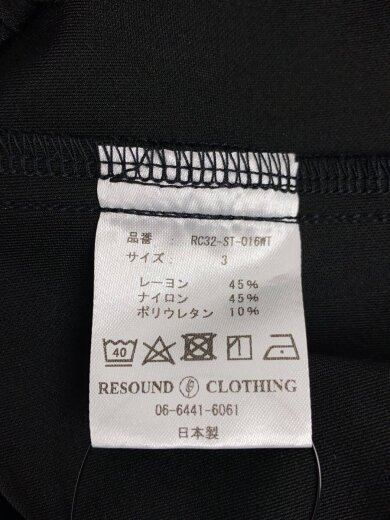 品番： RC32-ST-016WT
サイズ： 3
レーヨン 45%
ナイロン 45%
ポリウレタン 10%
40
RESOUND CLOTHING
06-6441-6061
日本製